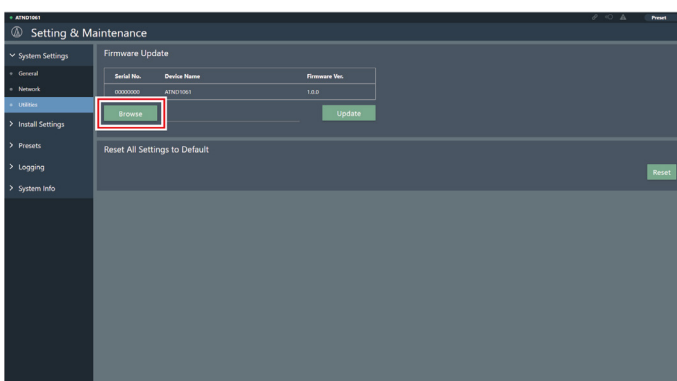 ATND1061
Preset
Setting & Maintenance
System Settings
General
Network
Utilities
Install Settings
Presets
Logging
System Info
Firmware Update
Serial No. Device Name Firmware Ver.
00000000 ATND1061 1.0.0
Browse Update
Reset All Settings to Default
Reset